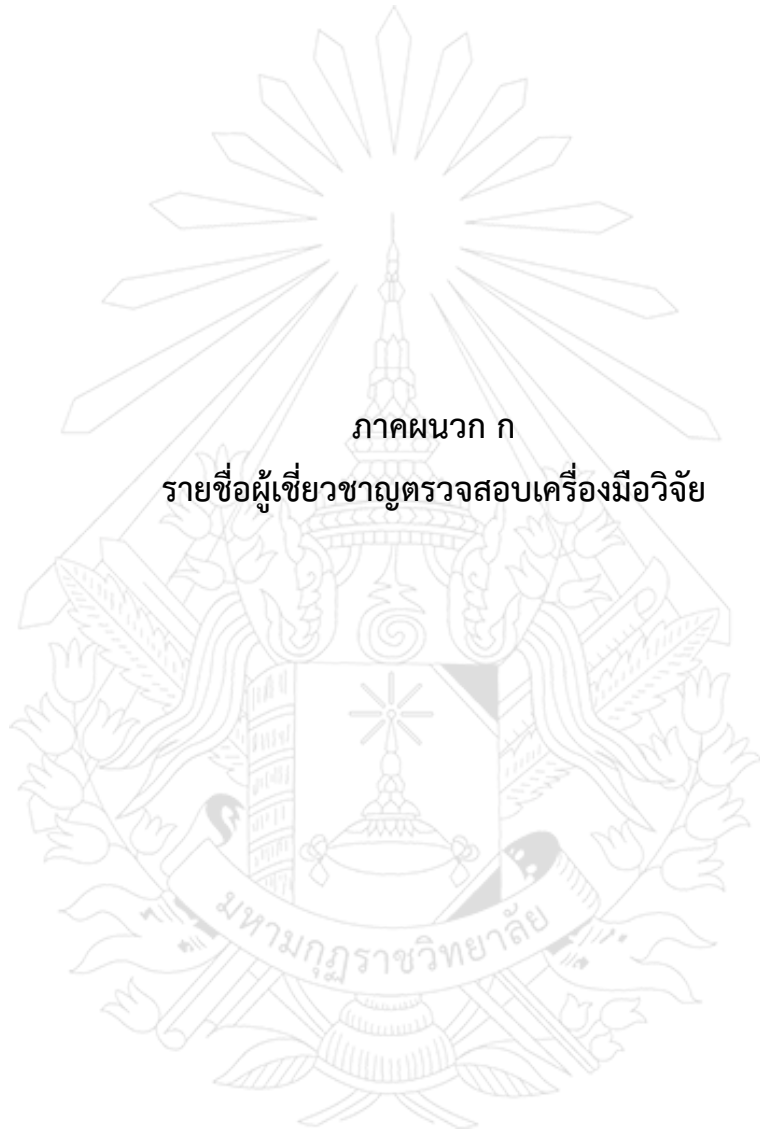 ภาคผนวก ก
รายชื่อผู้เชี่ยวชาญตรวจสอบเครื่องมือวิจัย
มหามกุฏราชวิทยาลัย